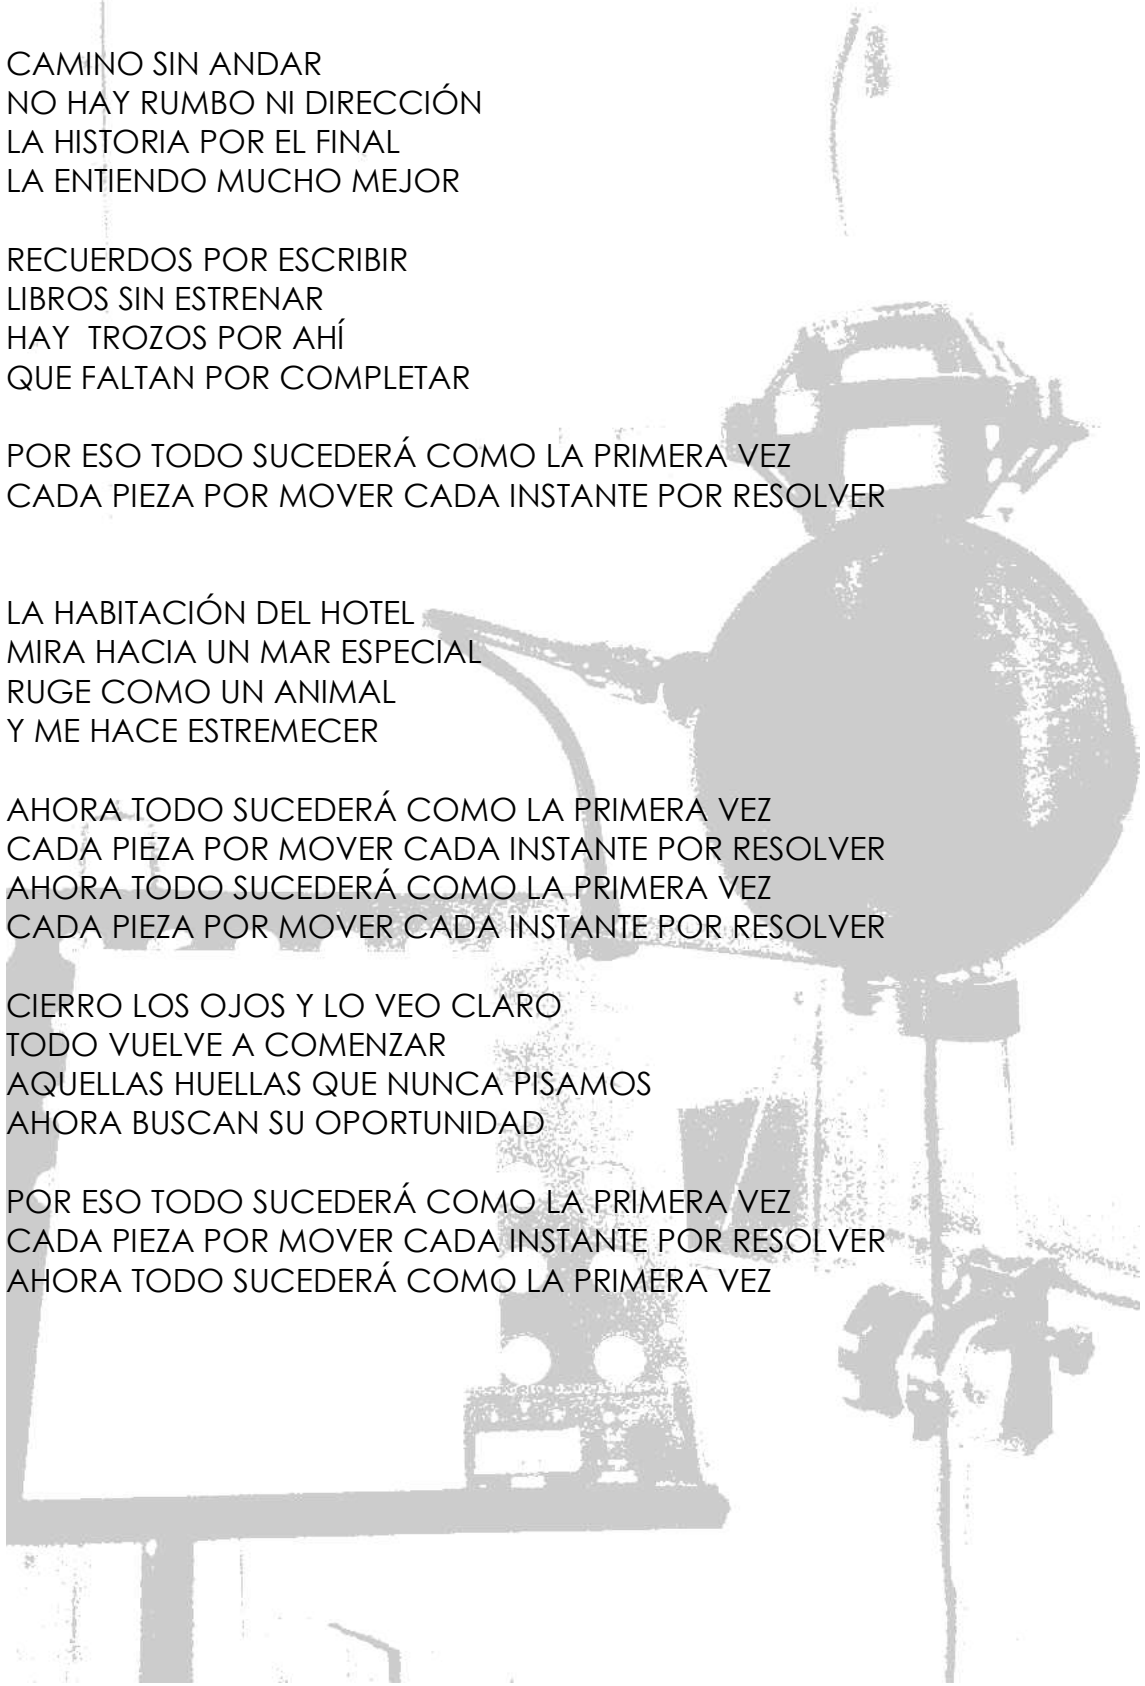 CAMINO SIN ANDAR
NO HAY RUMBO NI DIRECCIÓN
LA HISTORIA POR EL FINAL
LA ENTIENDO MUCHO MEJOR

RECUERDOS POR ESCRIBIR
LIBROS SIN ESTRENAR
HAY  TROZOS POR AHÍ
QUE FALTAN POR COMPLETAR

POR ESO TODO SUCEDERÁ COMO LA PRIMERA VEZ
CADA PIEZA POR MOVER CADA INSTANTE POR RESOLVER

LA HABITACIÓN DEL HOTEL
MIRA HACIA UN MAR ESPECIAL
RUGE COMO UN ANIMAL
Y ME HACE ESTREMECER

AHORA TODO SUCEDERÁ COMO LA PRIMERA VEZ
CADA PIEZA POR MOVER CADA INSTANTE POR RESOLVER
AHORA TODO SUCEDERÁ COMO LA PRIMERA VEZ
CADA PIEZA POR MOVER CADA INSTANTE POR RESOLVER

CIERRO LOS OJOS Y LO VEO CLARO
TODO VUELVE A COMENZAR
AQUELLAS HUELLAS QUE NUNCA PISAMOS
AHORA BUSCAN SU OPORTUNIDAD

POR ESO TODO SUCEDERÁ COMO LA PRIMERA VEZ
CADA PIEZA POR MOVER CADA INSTANTE POR RESOLVER
AHORA TODO SUCEDERÁ COMO LA PRIMERA VEZ